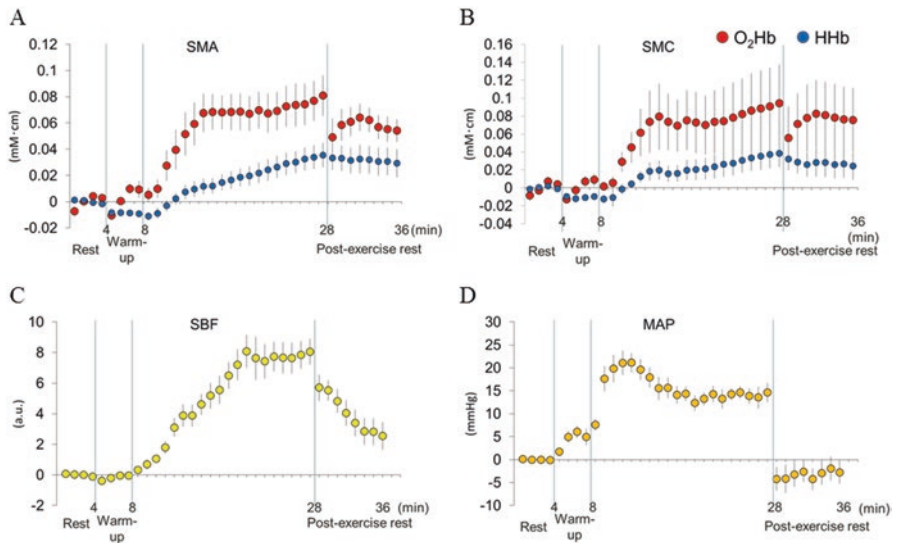 A
SMA
0.12
0.1
0.08
0.06
0.04
0.02
0
-0.02
(mM·cm)
4
8
28
36 (min)
Rest
Warm-
up
Post-exercise rest
B
SMC
O₂Hb
HHb
0.16
0.14
0.12
0.1
0.08
0.06
0.04
0.02
0
-0.02
-0.04
(mM·cm)
4
8
28
36
(min)
Rest
Warm-
up
Post-exercise rest
C
SBF
10
8
6
4
2
0
-2
(a.u.)
4
8
28
36 (min)
Rest
Warm-
up
Post-exercise rest
D
MAP
30
25
20
15
10
5
0
-5
-10
(mmHg)
4
8
28
36 (min)
Rest
Warm-
up
Post-exercise rest